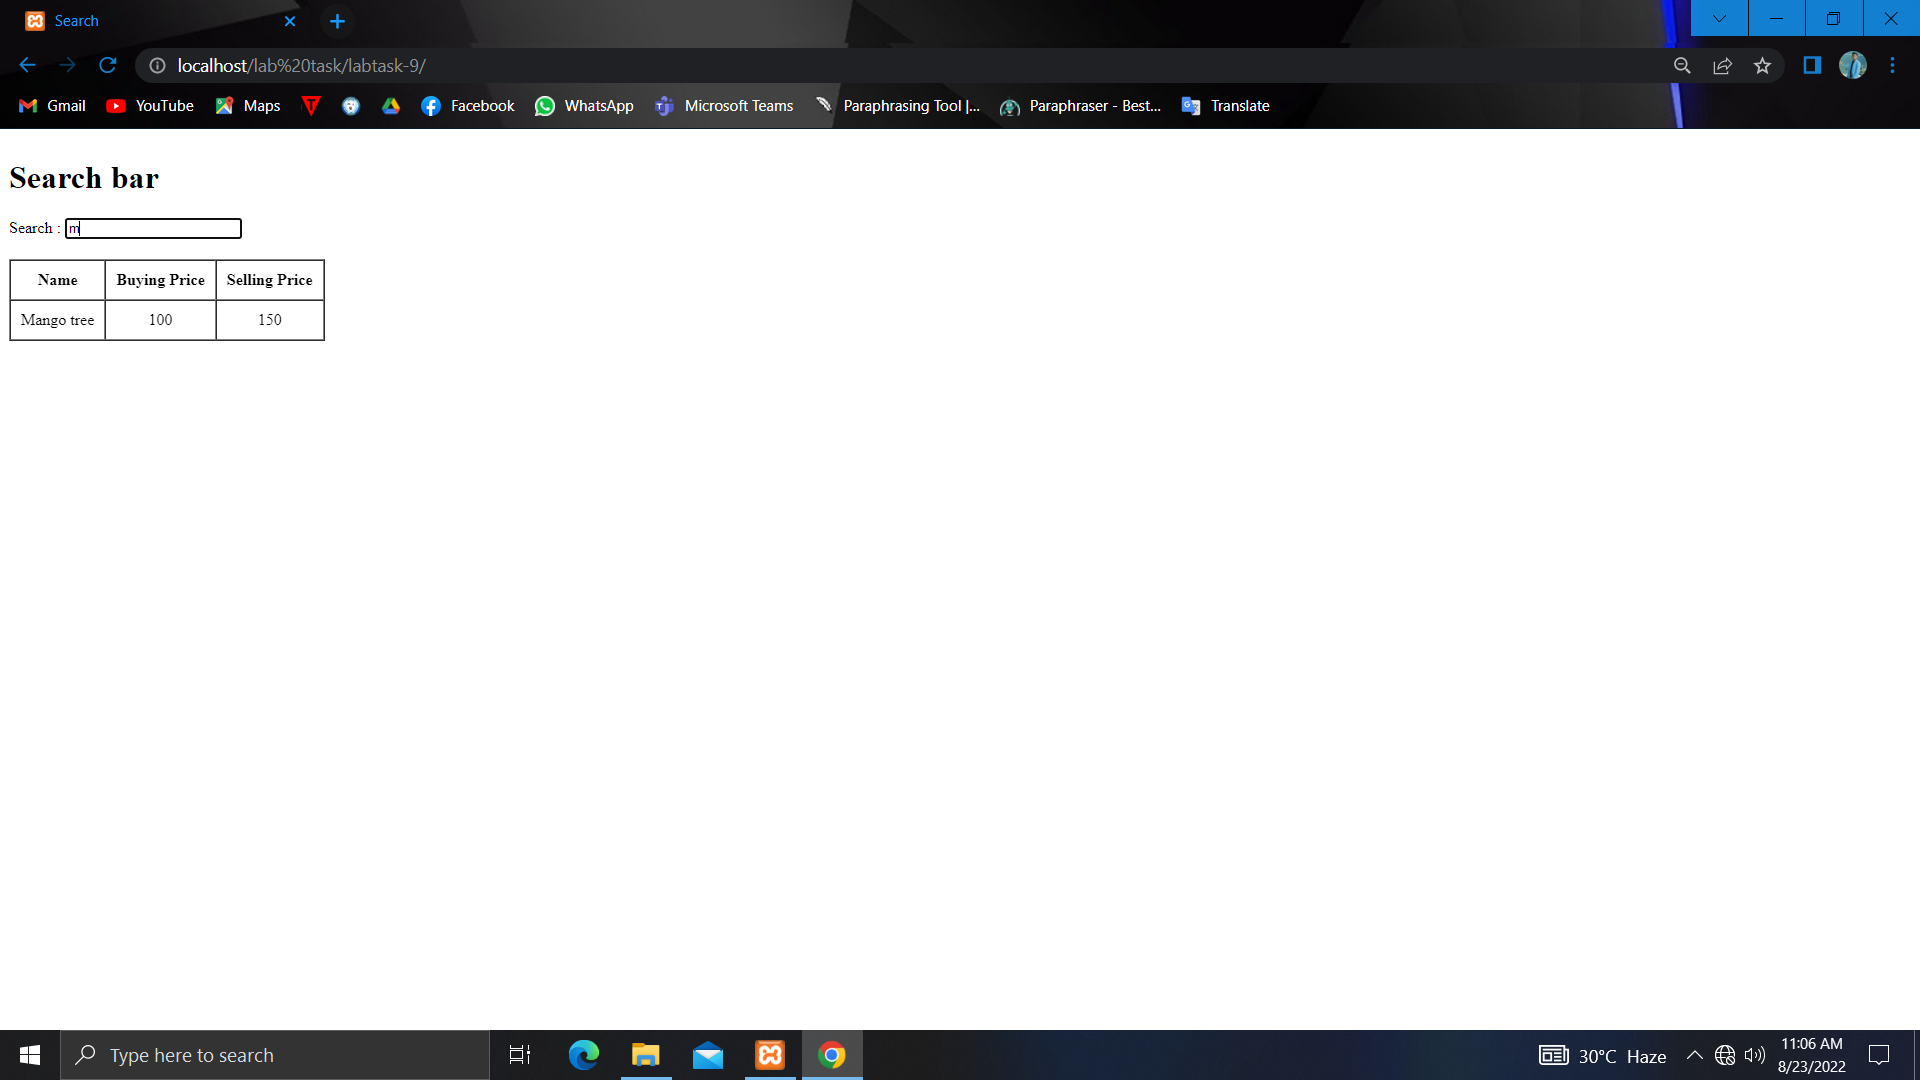 Search
localhost/lab%20task/labtask-9/
Gmail YouTube Maps Facebook WhatsApp Microsoft Teams Paraphrasing Tool |... Paraphraser - Best... Translate
Search bar
Search : m
Name Buying Price Selling Price
Mango tree 100 150
Type here to search
30°C Haze
11:06 AM
8/23/2022